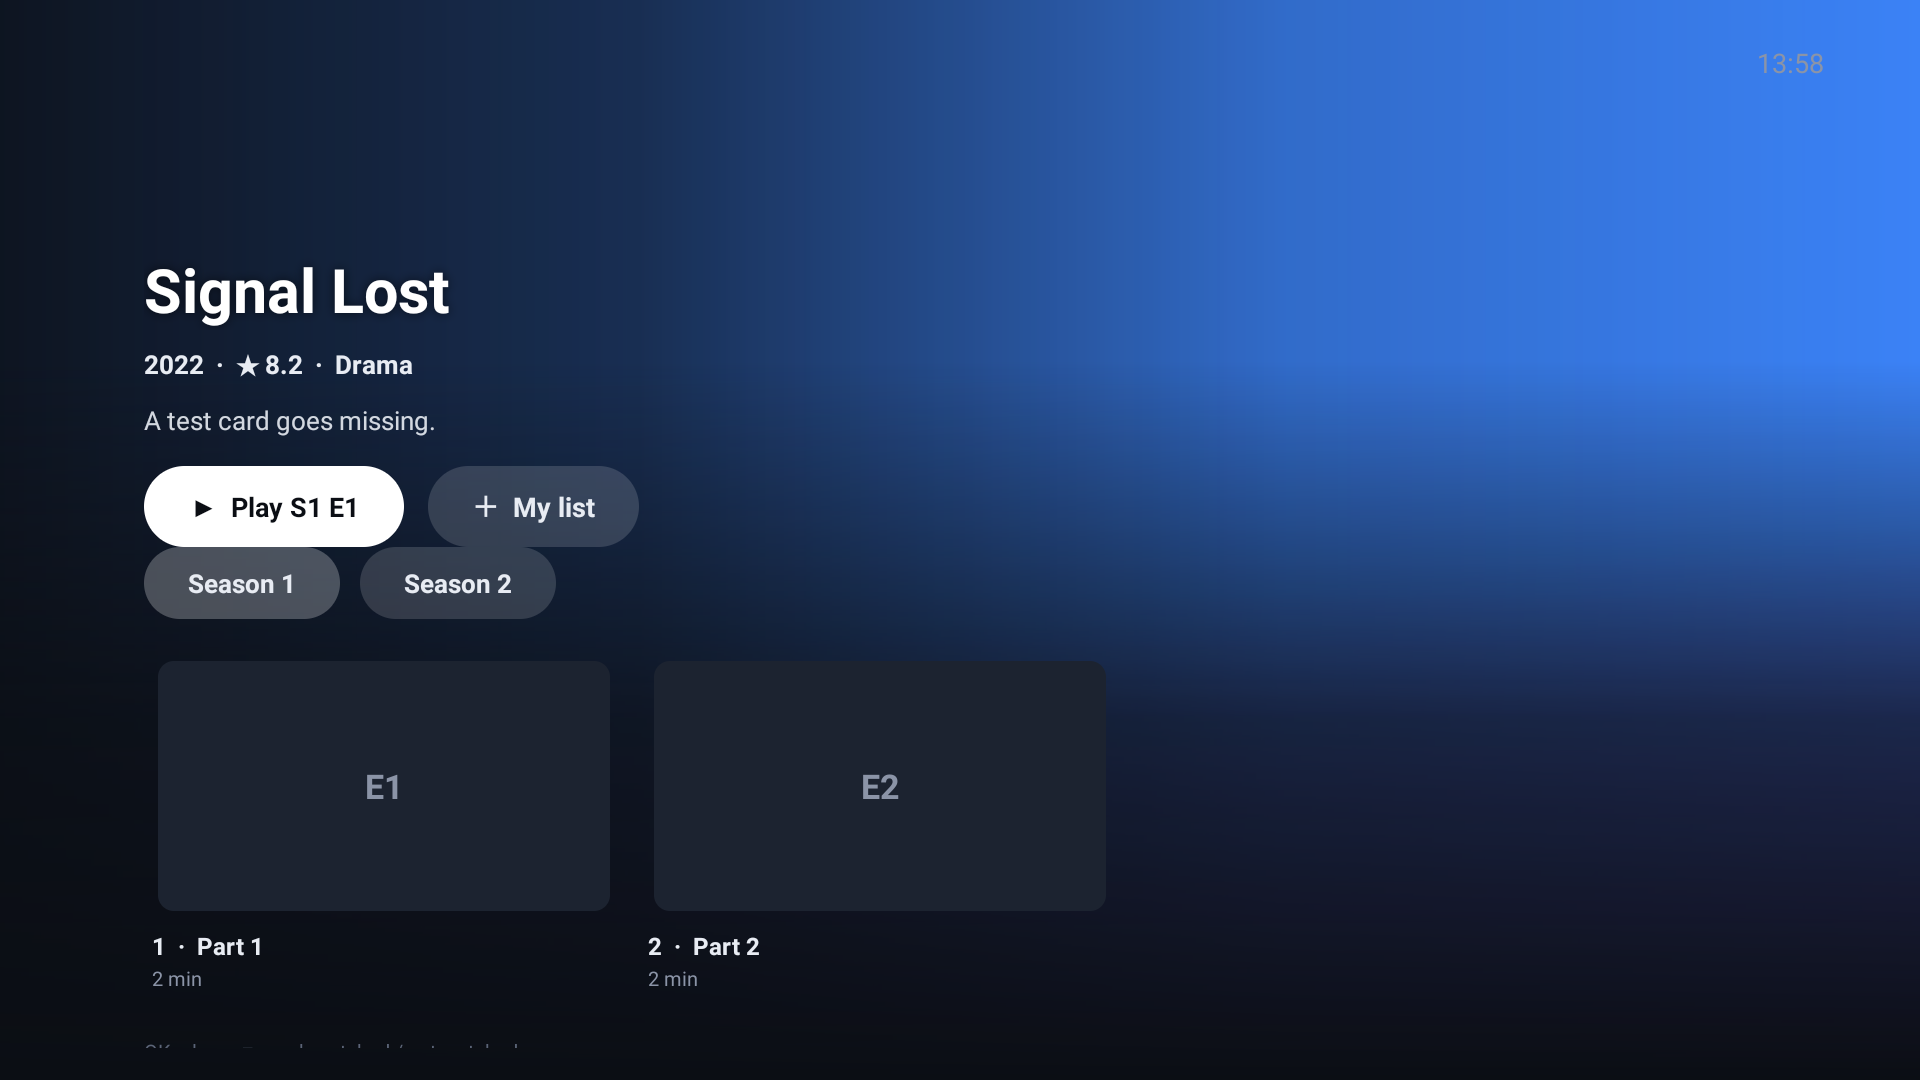 13:58
Signal Lost
2022 · ★ 8.2 · Drama
A test card goes missing.
▶ Play S1 E1
+ My list
Season 1
Season 2
E1
E2
1 · Part 1
2 min
2 · Part 2
2 min